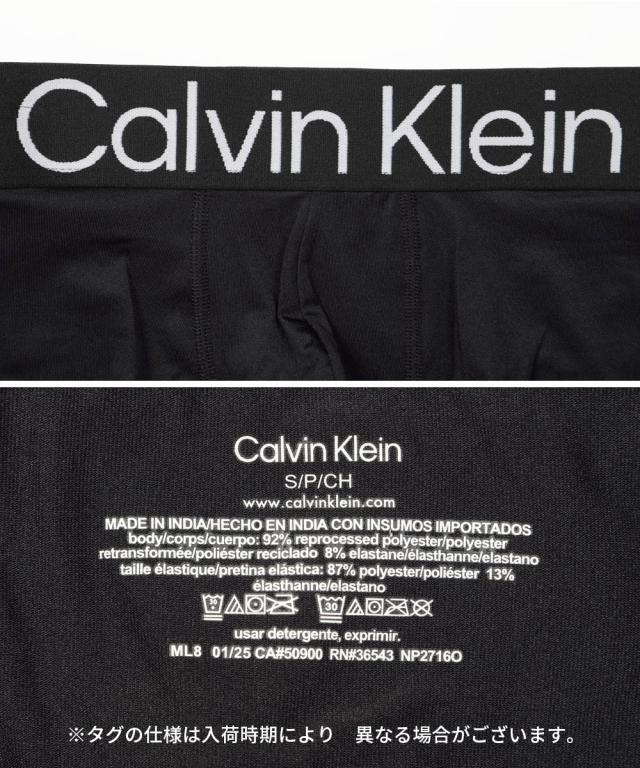 Calvin Klein
Calvin Klein
S/P/CH
www.calvinklein.com
MADE IN INDIA/HECHO EN INDIA CON INSUMOS IMPORTADOS
body/corps/cuerpo: 92% reprocessed polyester/polyester
retransformée/poliéster reciclado 8% elastane/élasthanne/elastano
taille élastique/pretina elástica: 87% polyester/poliéster 13%
élasthanne/elastano
30 30
usar detergente, exprimir.
ML8 01/25 CA#50900 RN#36543 NP2716O
※タグの仕様は入荷時期により 異なる場合がございます。